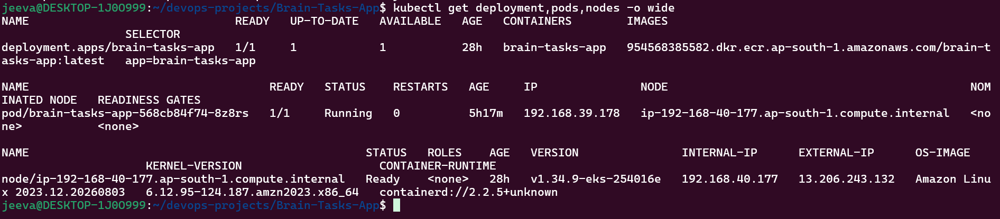 jeeva@DESKTOP-1J0O999:~/devops-projects/Brain-Tasks-App$ kubectl get deployment,pods,nodes -o wide
NAME                              READY   UP-TO-DATE   AVAILABLE   AGE   CONTAINERS        IMAGES
                  SELECTOR
deployment.apps/brain-tasks-app   1/1     1            1           28h   brain-tasks-app   954568385582.dkr.ecr.ap-south-1.amazonaws.com/brain-t
asks-app:latest   app=brain-tasks-app

NAME                                   READY   STATUS    RESTARTS   AGE     IP               NODE                                            NOM
INATED NODE   READINESS GATES
pod/brain-tasks-app-568cb84f74-8z8rs   1/1     Running   0          5h17m   192.168.39.178   ip-192-168-40-177.ap-south-1.compute.internal   <no
ne>           <none>

NAME                                                 STATUS   ROLES    AGE   VERSION               INTERNAL-IP      EXTERNAL-IP      OS-IMAGE
                     KERNEL-VERSION                    CONTAINER-RUNTIME
node/ip-192-168-40-177.ap-south-1.compute.internal   Ready    <none>   28h   v1.34.9-eks-254016e   192.168.40.177   13.206.243.132   Amazon Linu
x 2023.12.20260803   6.12.95-124.187.amzn2023.x86_64   containerd://2.2.5+unknown
jeeva@DESKTOP-1J0O999:~/devops-projects/Brain-Tasks-App$